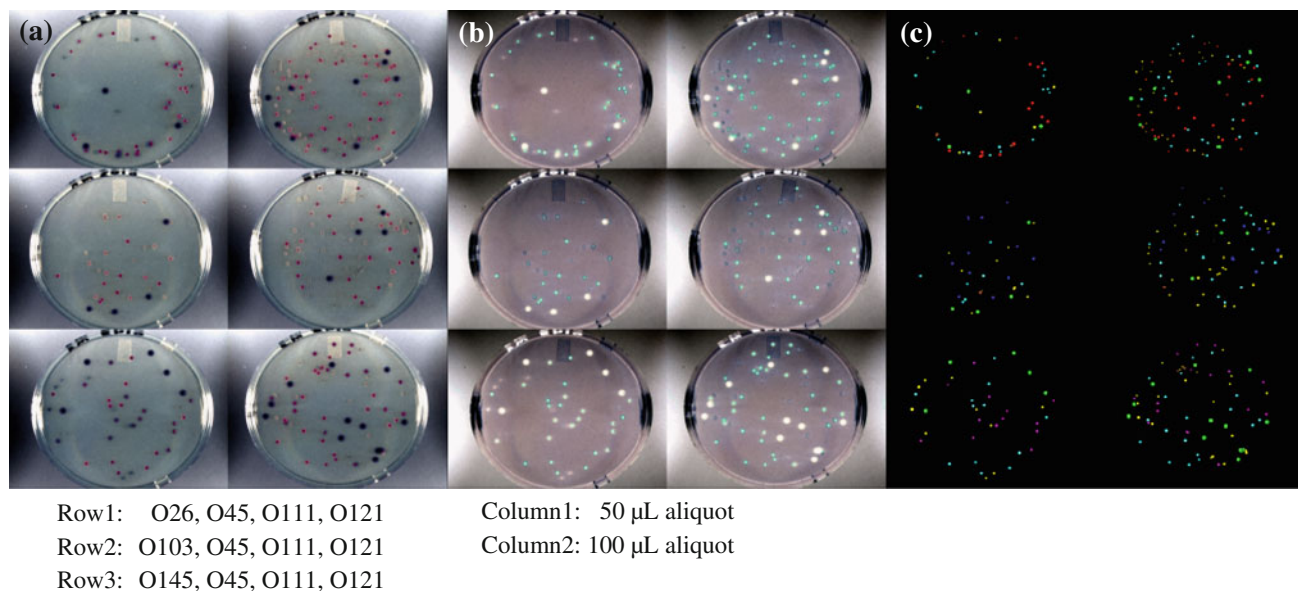 (a) (b) (c)
Row1: O26, O45, O111, O121
Row2: O103, O45, O111, O121
Row3: O145, O45, O111, O121
Column1: 50 µL aliquot
Column2: 100 µL aliquot